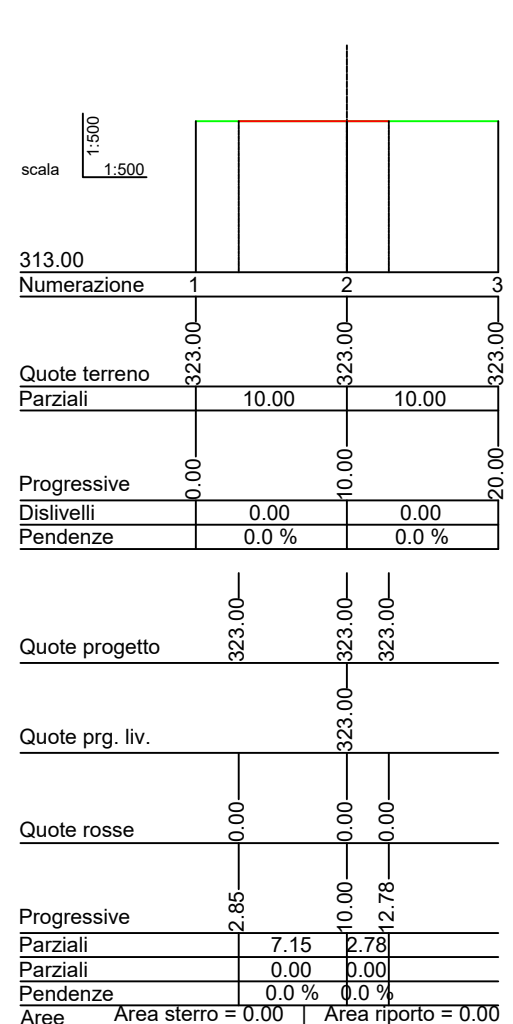 1:500
scala 1:500
313.00
Numerazione 1 2 3
Quote terreno 323.00 323.00 323.00
Parziali 10.00 10.00
Progressive 0.00 10.00 20.00
Dislivelli 0.00 0.00
Pendenze 0.0 % 0.0 %
Quote progetto 323.00 323.00 323.00
Quote prg. liv. 323.00
Quote rosse 0.00 0.00 0.00
Progressive 2.85 10.00 12.78
Parziali 7.15 2.78
Parziali 0.00 0.00
Pendenze 0.0 % 0.0 %
Aree Area sterro = 0.00 | Area riporto = 0.00